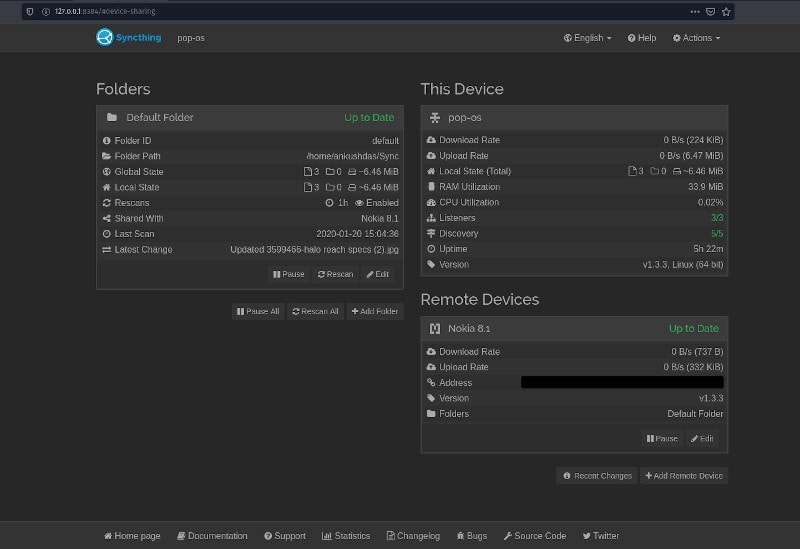 127.0.0.1:8384/#device-sharing
Syncthing pop-os English Help Actions
Folders
Default Folder Up to Date
Folder ID default
Folder Path /home/ankushdas/Sync
Global State 3 0 ~6.46 MiB
Local State 3 0 ~6.46 MiB
Rescans 1h Enabled
Shared With Nokia 8.1
Last Scan 2020-01-20 15:04:36
Latest Change Updated 3599466-halo reach specs (2).jpg
Pause Rescan Edit
Pause All Rescan All Add Folder
This Device
pop-os
Download Rate 0 B/s (224 KiB)
Upload Rate 0 B/s (6.47 MiB)
Local State (Total) 3 0 ~6.46 MiB
RAM Utilization 33.9 MiB
CPU Utilization 0.02%
Listeners 3/3
Discovery 5/5
Uptime 5h 22m
Version v1.3.3, Linux (64 bit)
Remote Devices
Nokia 8.1 Up to Date
Download Rate 0 B/s (737 B)
Upload Rate 0 B/s (332 KiB)
Address
Version v1.3.3
Folders Default Folder
Pause Edit
Recent Changes Add Remote Device
Home page Documentation Support Statistics Changelog Bugs Source Code Twitter